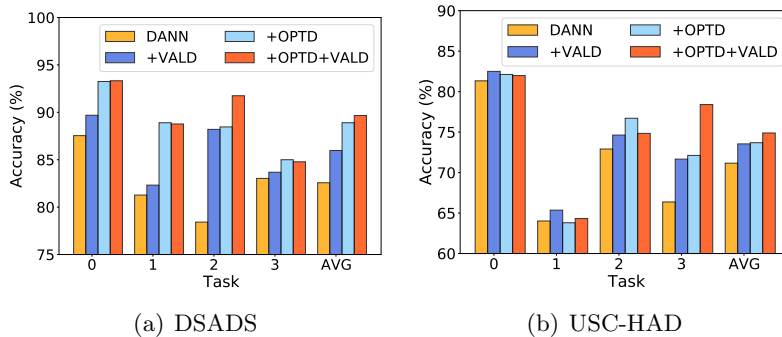 100
95
90
85
80
75
Accuracy (%)
DANN
+VALD
+OPTD
+OPTD+VALD
0 1 2 3 AVG
Task
(a) DSADS
90
85
80
75
70
65
60
Accuracy (%)
DANN
+VALD
+OPTD
+OPTD+VALD
0 1 2 3 AVG
Task
(b) USC-HAD